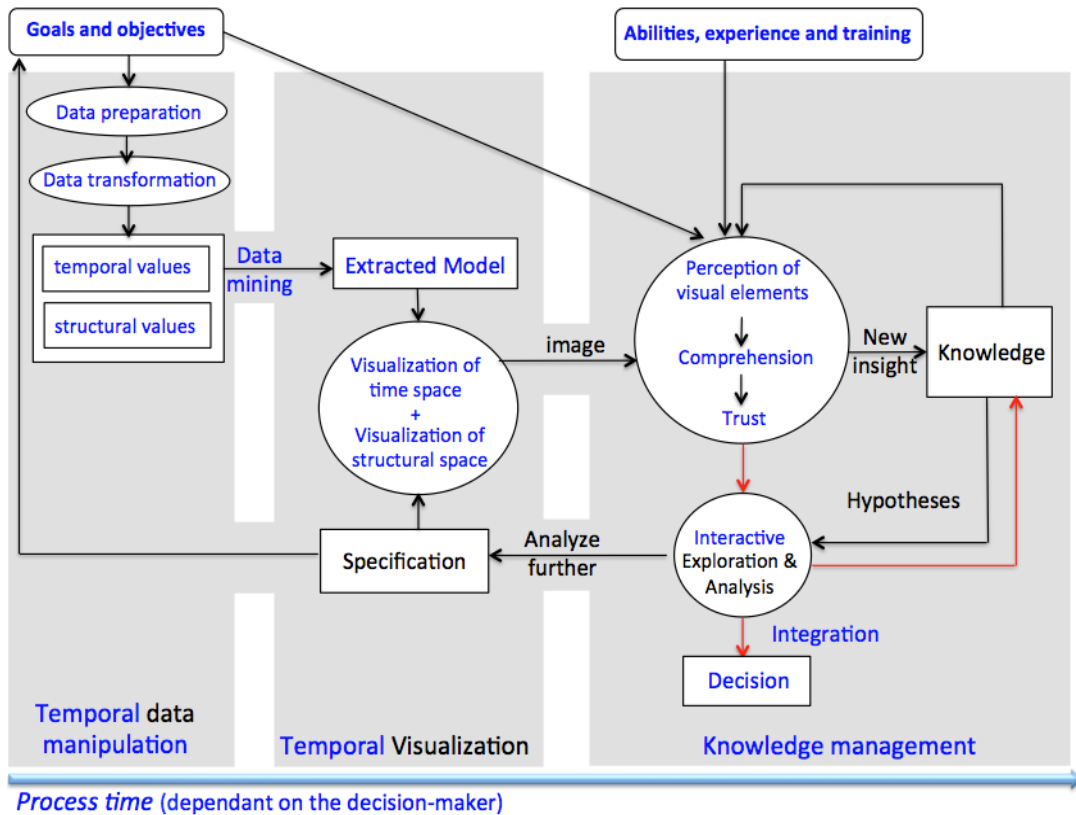 Goals and objectives
Abilities, experience and training
Data preparation
Data transformation
temporal values
structural values
Data
mining
Extracted Model
Visualization of
time space
+
Visualization of
structural space
image
Perception of
visual elements
Comprehension
Trust
New
insight
Knowledge
Hypotheses
Interactive
Exploration &
Analysis
Analyze
further
Specification
Integration
Decision
Temporal data
manipulation
Temporal Visualization
Knowledge management
Process time (dependant on the decision-maker)